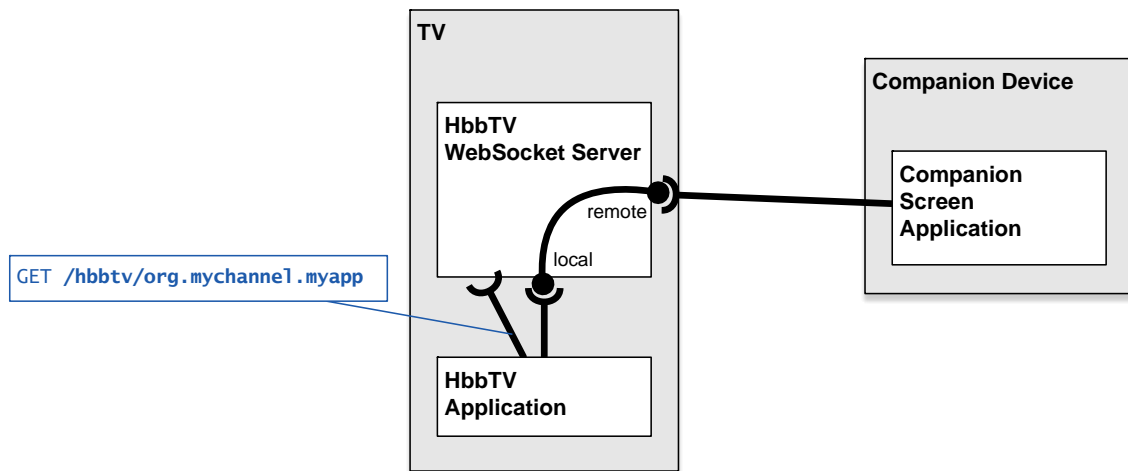 TV
Companion Device
HbbTV
WebSocket Server
Companion
Screen
Application
remote
local
GET /hbbtv/org.mychannel.myapp
HbbTV
Application